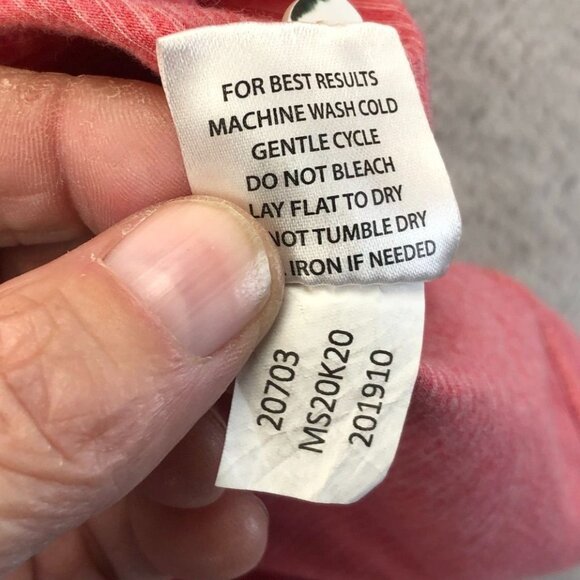 FOR BEST RESULTS
MACHINE WASH COLD
GENTLE CYCLE
DO NOT BLEACH
LAY FLAT TO DRY
NOT TUMBLE DRY
IRON IF NEEDED
20703
MS20K20
201910